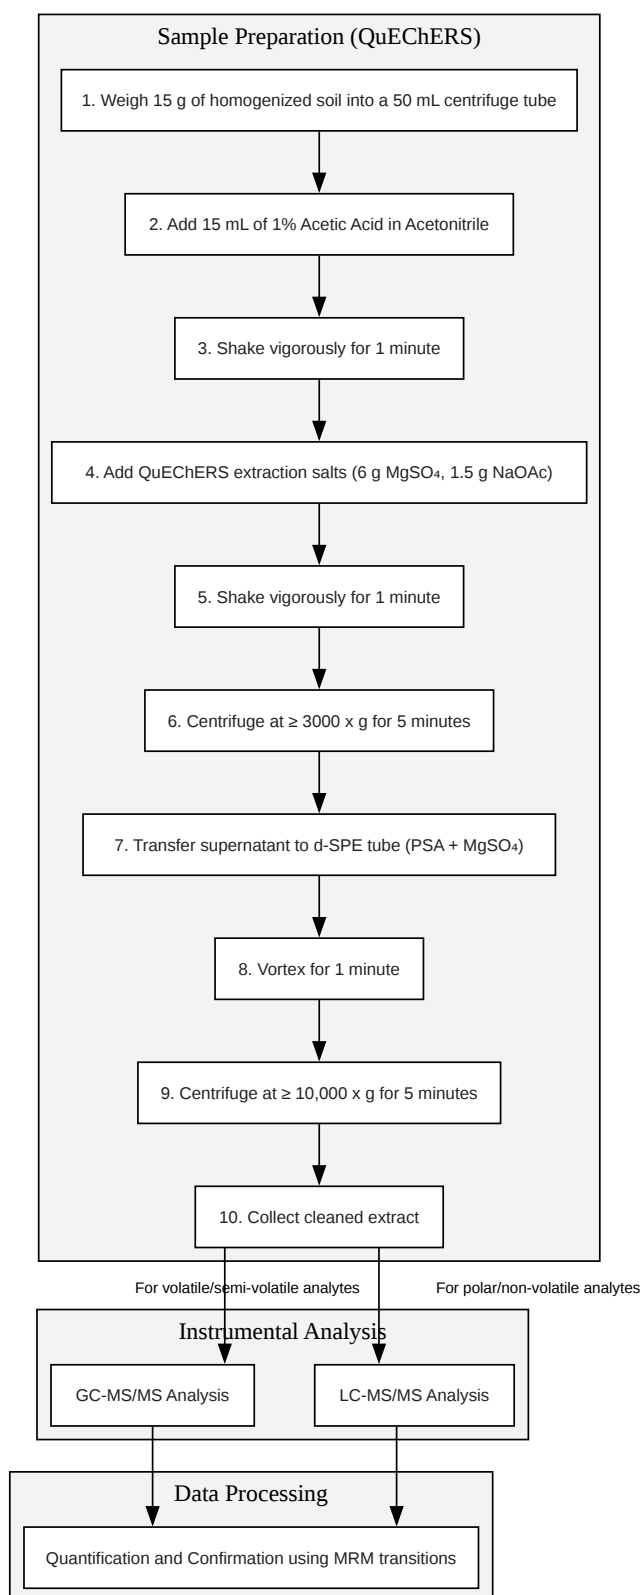 Sample Preparation (QuEChERS)
1. Weigh 15 g of homogenized soil into a 50 mL centrifuge tube
2. Add 15 mL of 1% Acetic Acid in Acetonitrile
3. Shake vigorously for 1 minute
4. Add QuEChERS extraction salts (6 g MgSO₄, 1.5 g NaOAc)
5. Shake vigorously for 1 minute
6. Centrifuge at ≥ 3000 x g for 5 minutes
7. Transfer supernatant to d-SPE tube (PSA + MgSO₄)
8. Vortex for 1 minute
9. Centrifuge at ≥ 10,000 x g for 5 minutes
10. Collect cleaned extract
For volatile/semi-volatile analytes
For polar/non-volatile analytes
Instrumental Analysis
GC-MS/MS Analysis
LC-MS/MS Analysis
Data Processing
Quantification and Confirmation using MRM transitions